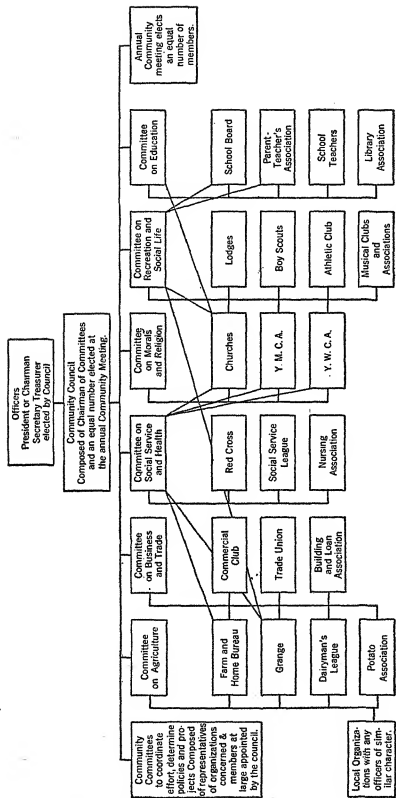 Officers
President or Chairman
Secretary Treasurer
elected by Council
Community Council
Composed of Chairman of Committees
and an equal number elected at
the annual Community Meeting.
Community
Committees
to coordinate
effort, determine
policies and pro-
jects Composed
of representatives
of organizations
concerned &
members at
large appointed
by the council.
Committee
on Agriculture
Committee
on Business
and Trade
Committee on
Social Service
and Health
Committee
on Morals
and Religion
Committee on
Recreation and
Social Life
Committee
on Education
Annual
Community
meeting elects
an equal
number of
members.
Farm and
Home Bureau
Commercial
Club
Red Cross
Churches
Lodges
School Board
Grange
Trade Union
Social Service
League
Y. M. C. A.
Boy Scouts
Parent-
Teacher's
Association
Dairyman's
League
Building
and Loan
Association
Nursing
Association
Y. W. C. A.
Athletic Club
School
Teachers
Local Organiza-
tions with any
officers of sim-
ilar character.
Potato
Association
Musical Clubs
and
Associations
Library
Association